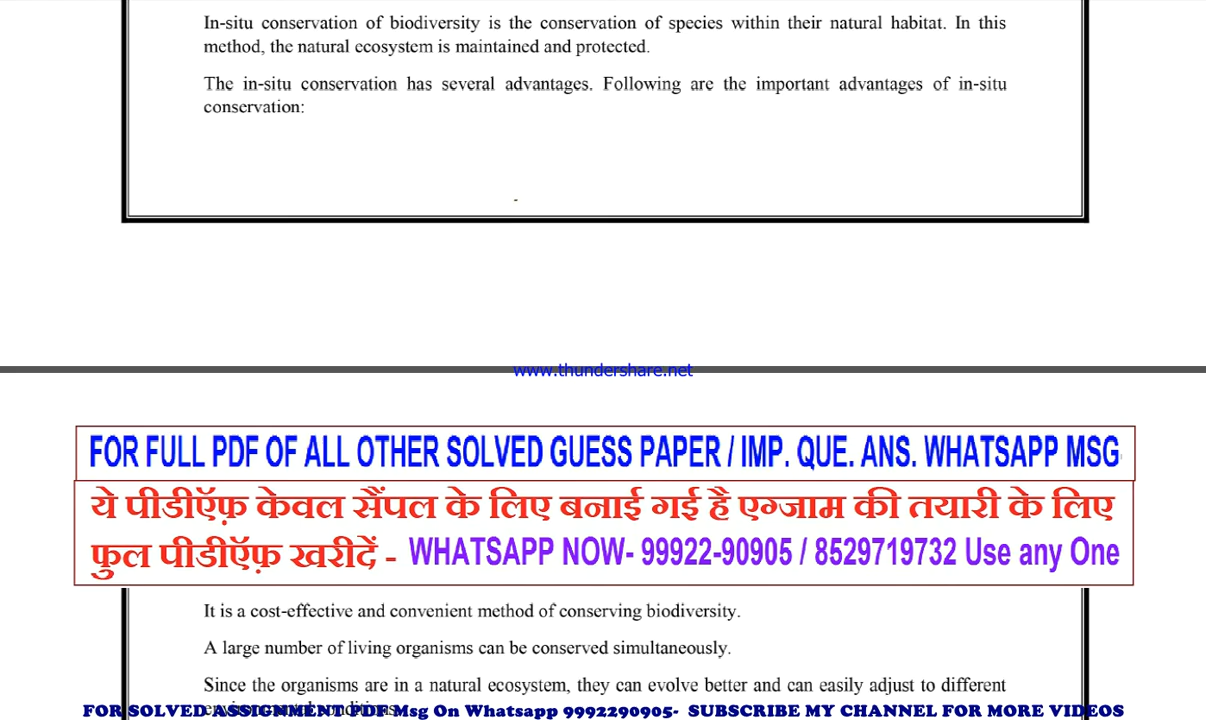 In-situ conservation of biodiversity is the conservation of species within their natural habitat. In this
method, the natural ecosystem is maintained and protected.
The in-situ conservation has several advantages. Following are the important advantages of in-situ
conservation:
www.thundershare.net
FOR FULL PDF OF ALL OTHER SOLVED GUESS PAPER / IMP. QUE. ANS. WHATSAPP MSG
ये पीडीऍफ़ केवल सैंपल के लिए बनाई गई है एग्जाम की तयारी के लिए
फुल पीडीऍफ़ खरीदें - WHATSAPP NOW- 99922-90905 / 8529719732 Use any One
It is a cost-effective and convenient method of conserving biodiversity.
A large number of living organisms can be conserved simultaneously.
Since the organisms are in a natural ecosystem, they can evolve better and can easily adjust to different
FOR SOLVED ASSIGNMENT PDF Msg On Whatsapp 9992290905- SUBSCRIBE MY CHANNEL FOR MORE VIDEOS